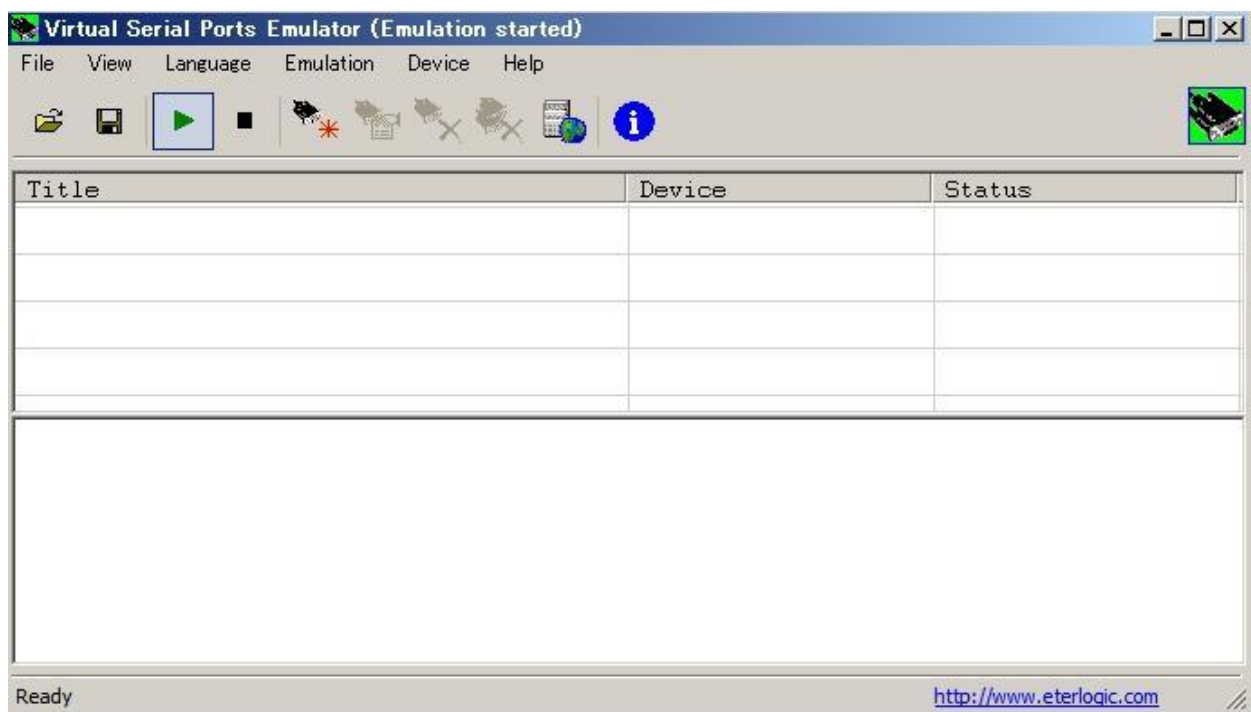 Virtual Serial Ports Emulator (Emulation started)
File View Language Emulation Device Help
Title Device Status
Ready http://www.eterlogic.com